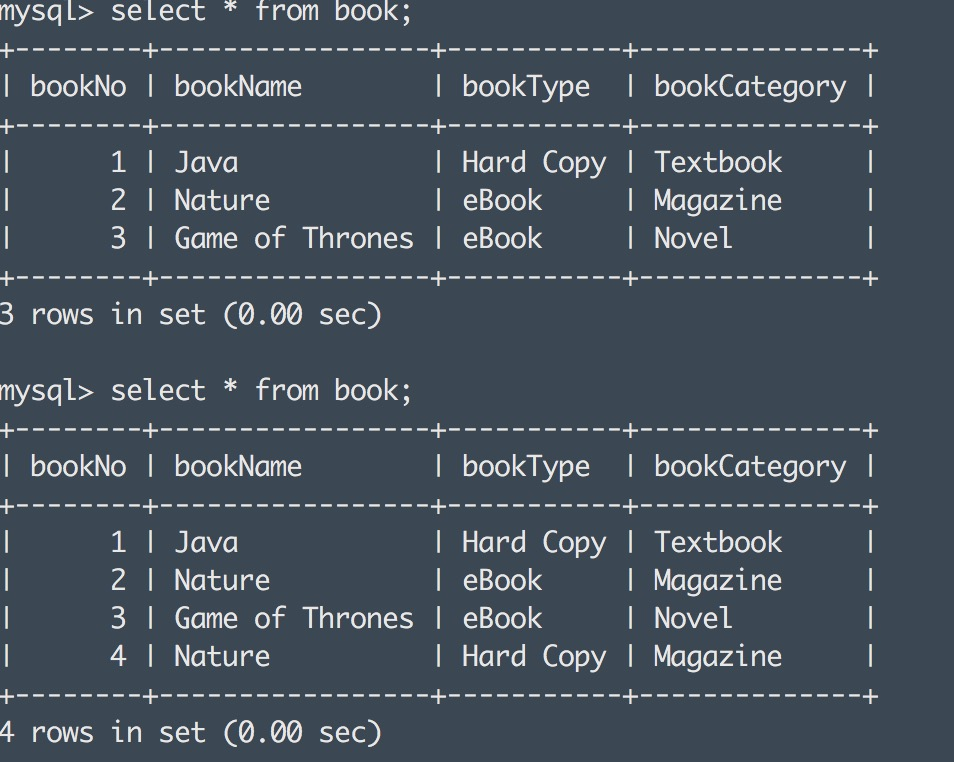 mysql> select * from book;
+--------+-----------------+-----------+--------------+
| bookNo | bookName        | bookType  | bookCategory |
+--------+-----------------+-----------+--------------+
|      1 | Java            | Hard Copy | Textbook     |
|      2 | Nature          | eBook     | Magazine     |
|      3 | Game of Thrones | eBook     | Novel        |
+--------+-----------------+-----------+--------------+
3 rows in set (0.00 sec)

mysql> select * from book;
+--------+-----------------+-----------+--------------+
| bookNo | bookName        | bookType  | bookCategory |
+--------+-----------------+-----------+--------------+
|      1 | Java            | Hard Copy | Textbook     |
|      2 | Nature          | eBook     | Magazine     |
|      3 | Game of Thrones | eBook     | Novel        |
|      4 | Nature          | Hard Copy | Magazine     |
+--------+-----------------+-----------+--------------+
4 rows in set (0.00 sec)